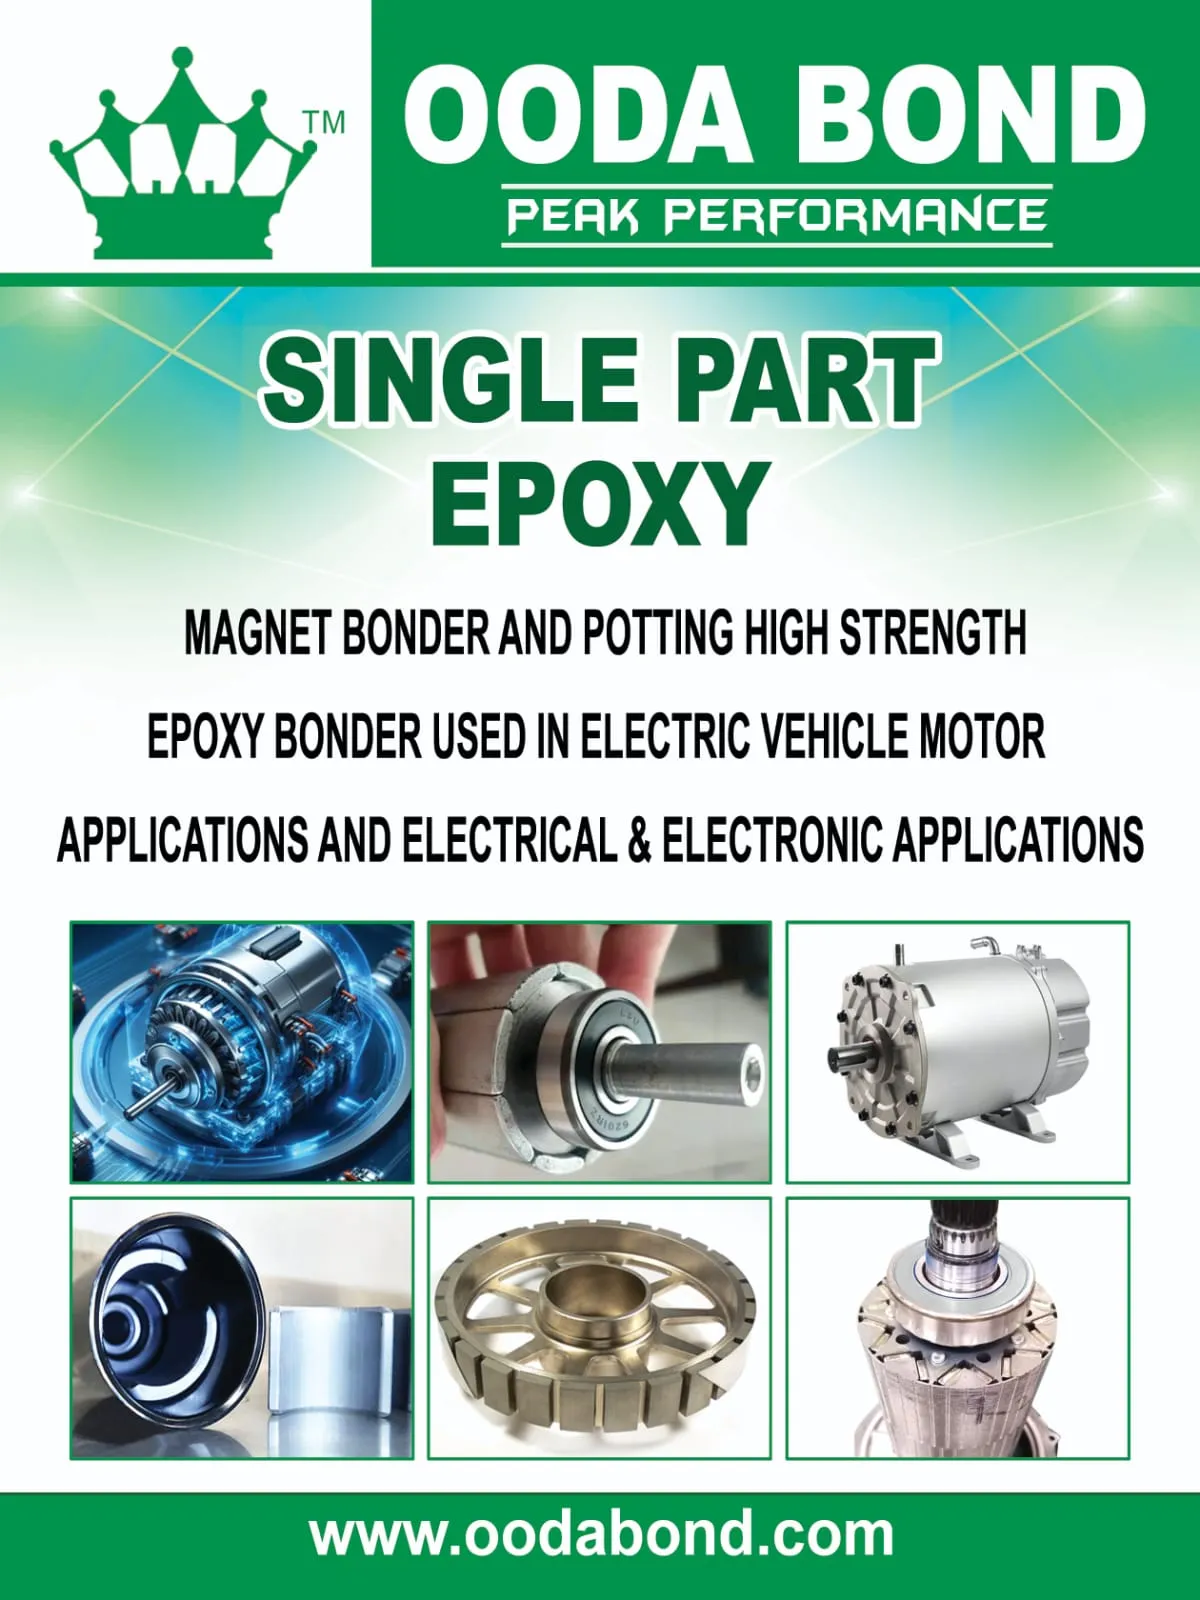 TM
OODA BOND
PEAK PERFORMANCE
SINGLE PART
EPOXY
MAGNET BONDER AND POTTING HIGH STRENGTH
EPOXY BONDER USED IN ELECTRIC VEHICLE MOTOR
APPLICATIONS AND ELECTRICAL & ELECTRONIC APPLICATIONS
6201RZ
www.oodabond.com